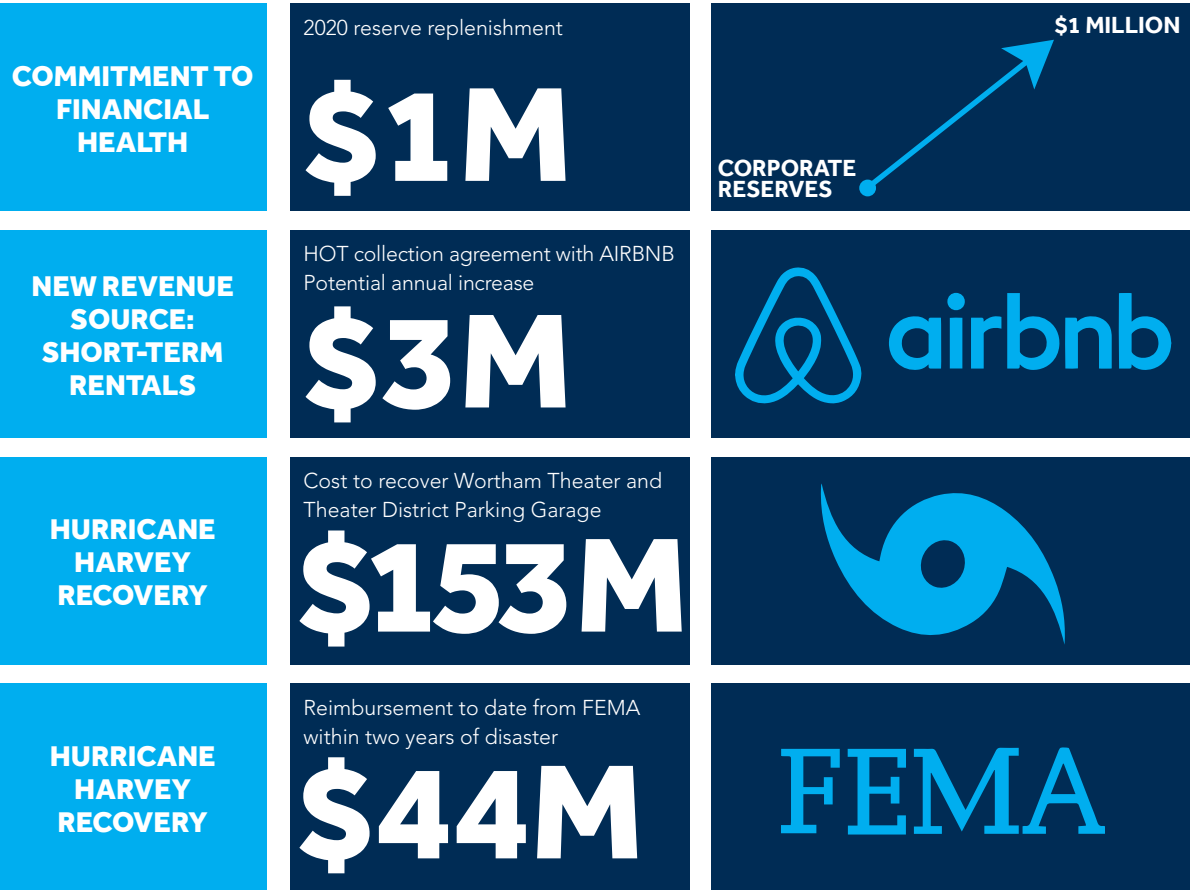 COMMITMENT TO
FINANCIAL
HEALTH
2020 reserve replenishment
$1M
$1 MILLION
CORPORATE
RESERVES
NEW REVENUE
SOURCE:
SHORT-TERM
RENTALS
HOT collection agreement with AIRBNB
Potential annual increase
$3M
airbnb
HURRICANE
HARVEY
RECOVERY
Cost to recover Wortham Theater and
Theater District Parking Garage
$153M
HURRICANE
HARVEY
RECOVERY
Reimbursement to date from FEMA
within two years of disaster
$44M
FEMA